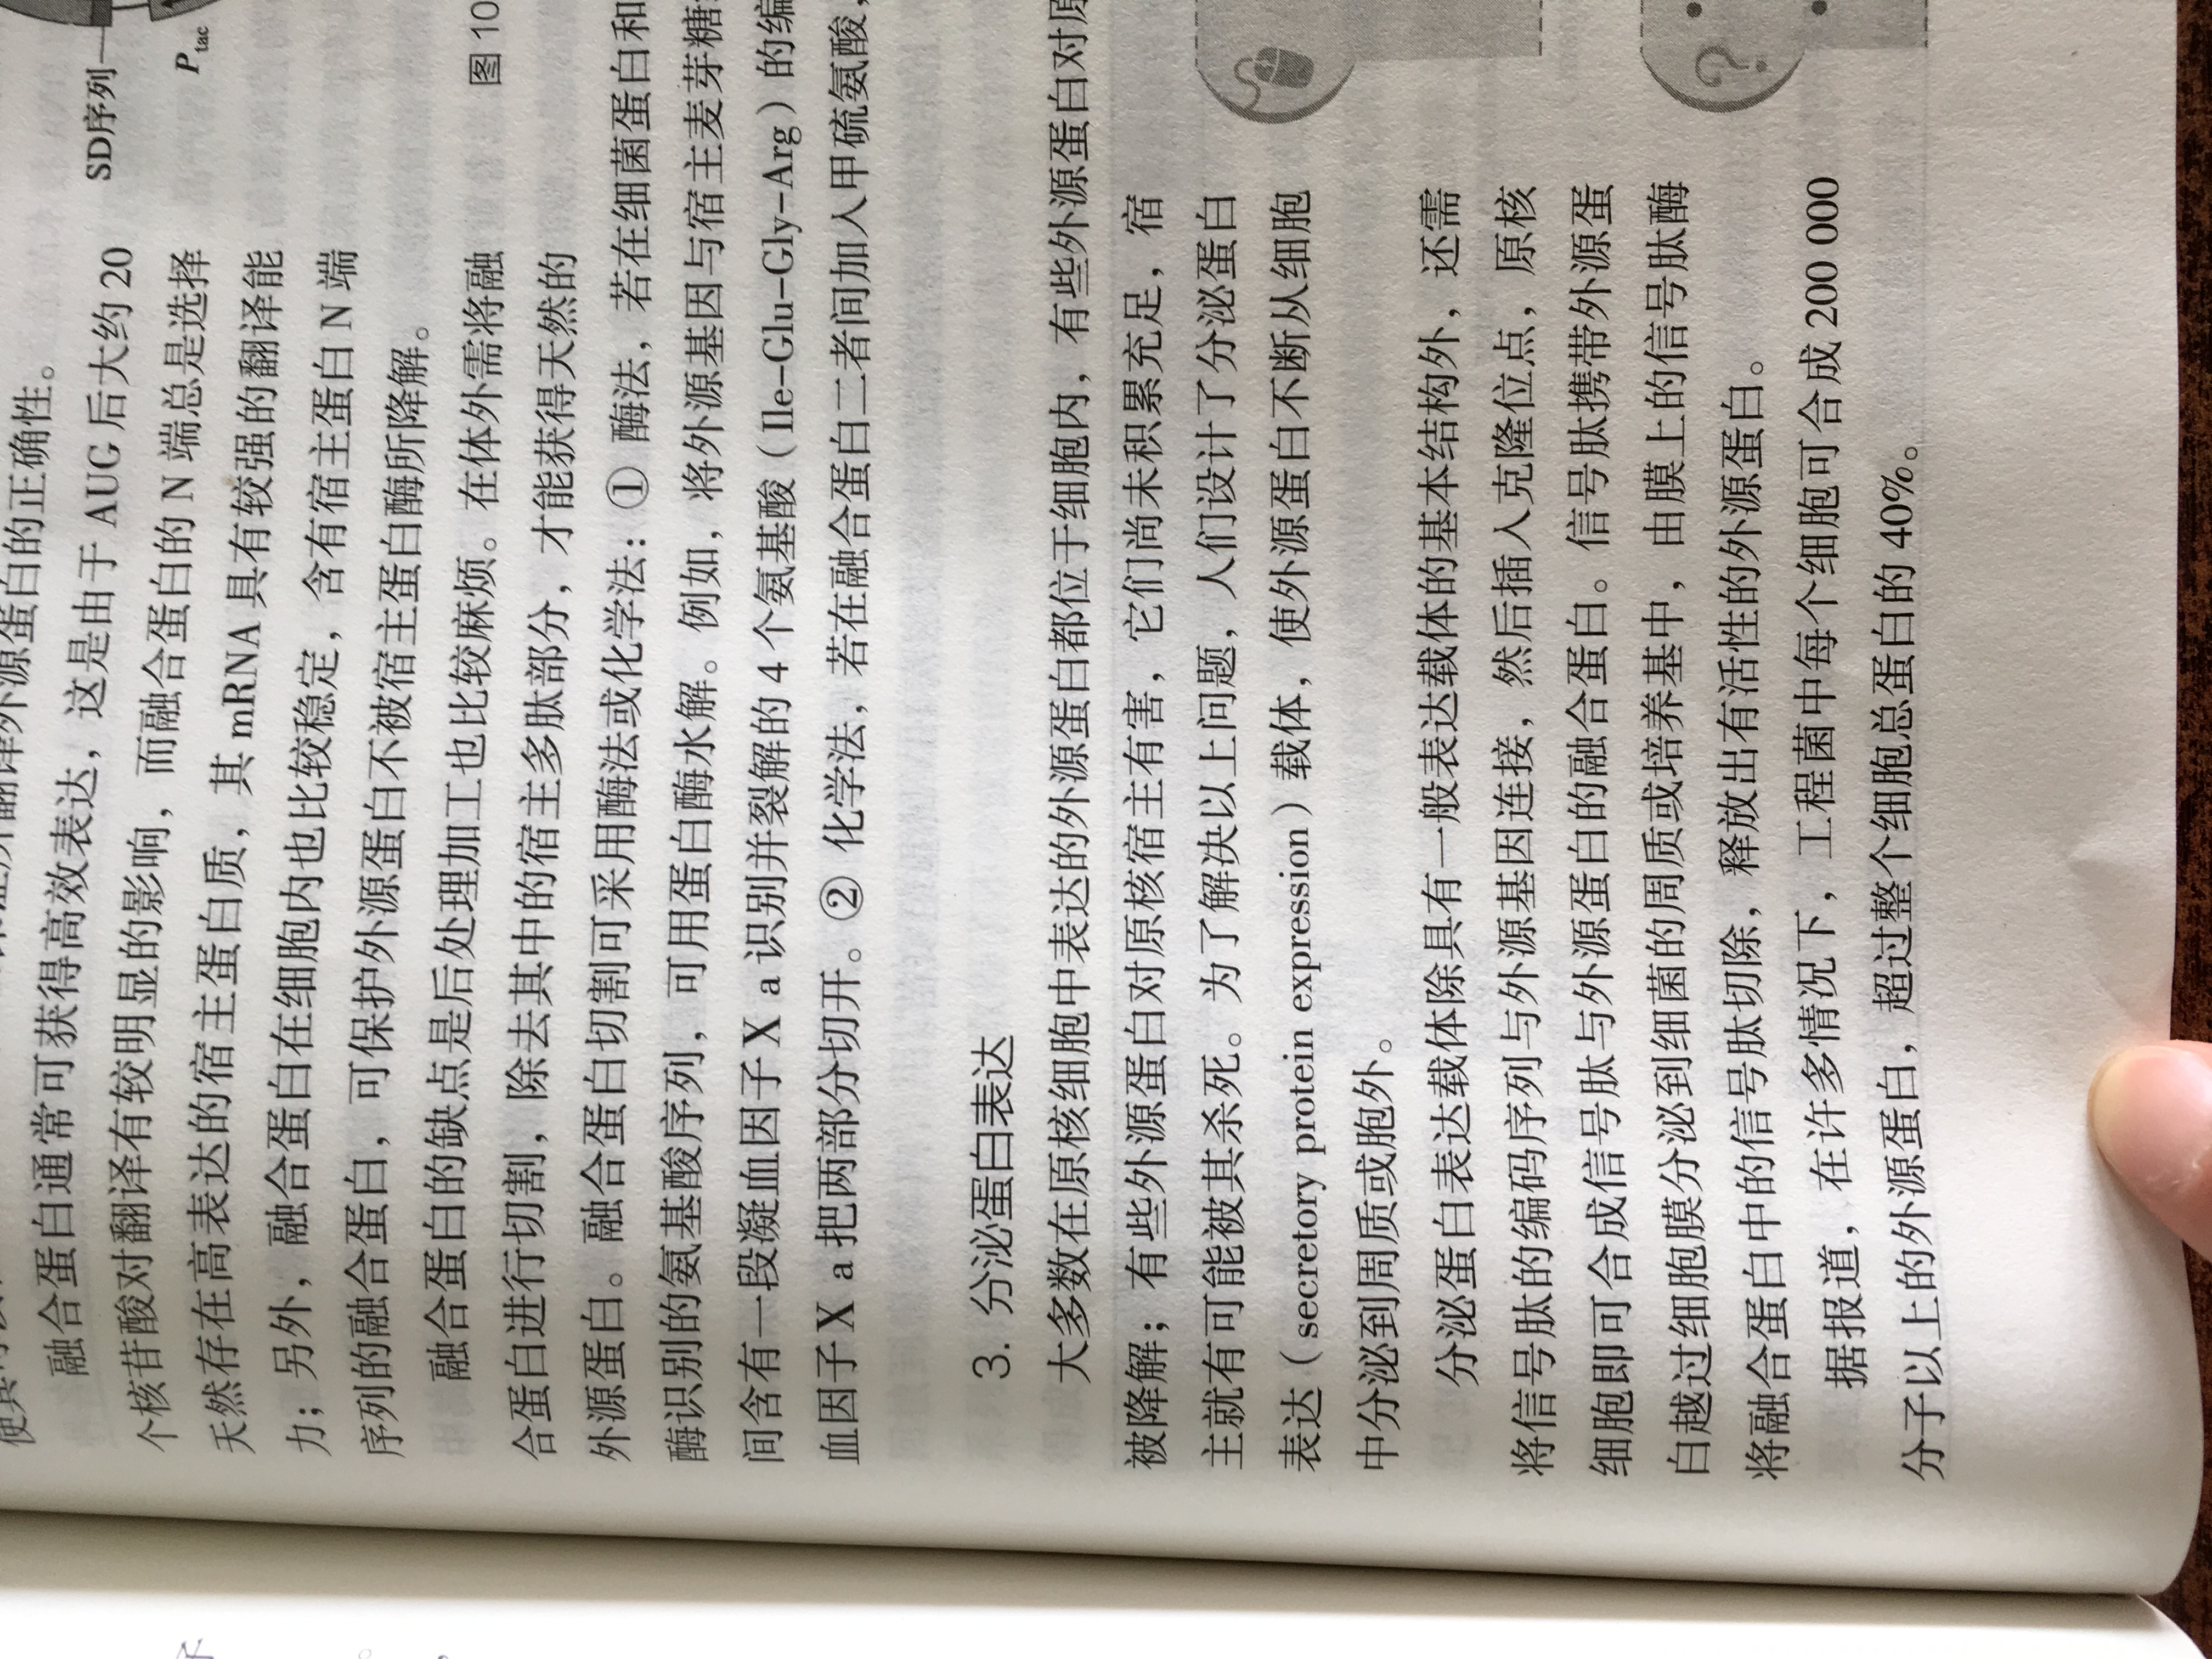 译外源蛋白的正确性。
融合蛋白通常可获得高效表达，这是由于 AUG 后大约 20
个核苷酸对翻译有较明显的影响，而融合蛋白的 N 端总是选择
天然存在高表达的宿主蛋白质，其 mRNA 具有较强的翻译能
力；另外，融合蛋白在细胞内也比较稳定，含有宿主蛋白 N 端
序列的融合蛋白，可保护外源蛋白不被宿主蛋白酶所降解。
SD序列
Ptac
融合蛋白的缺点是后处理加工也比较麻烦。在体外需将融
合蛋白进行切割，除去其中的宿主多肽部分，才能获得天然的
图 10
外源蛋白。融合蛋白切割可采用酶法或化学法：① 酶法，若在细菌蛋白和
酶识别的氨基酸序列，可用蛋白酶水解。例如，将外源基因与宿主麦芽糖
间含有一段凝血因子X a 识别并裂解的 4 个氨基酸（Ile–Glu–Gly–Arg）的编
血因子X a 把两部分切开。② 化学法，若在融合蛋白二者间加入甲硫氨酸，
3. 分泌蛋白表达
大多数在原核细胞中表达的外源蛋白都位于细胞内，有些外源蛋白对原
被降解；有些外源蛋白对原核宿主有害，它们尚未积累充足，宿
主就有可能被其杀死。为了解决以上问题，人们设计了分泌蛋白
表达（secretory protein expression）载体，使外源蛋白不断从细胞
中分泌到周质或胞外。
分泌蛋白表达载体除具有一般表达载体的基本结构外，还需
将信号肽的编码序列与外源基因连接，然后插入克隆位点，原核
细胞即可合成信号肽与外源蛋白的融合蛋白。信号肽携带外源蛋
白越过细胞膜分泌到细菌的周质或培养基中，由膜上的信号肽酶
将融合蛋白中的信号肽切除，释放出有活性的外源蛋白。
?
据报道，在许多情况下，工程菌中每个细胞可合成 200 000
分子以上的外源蛋白，超过整个细胞总蛋白的 40%。